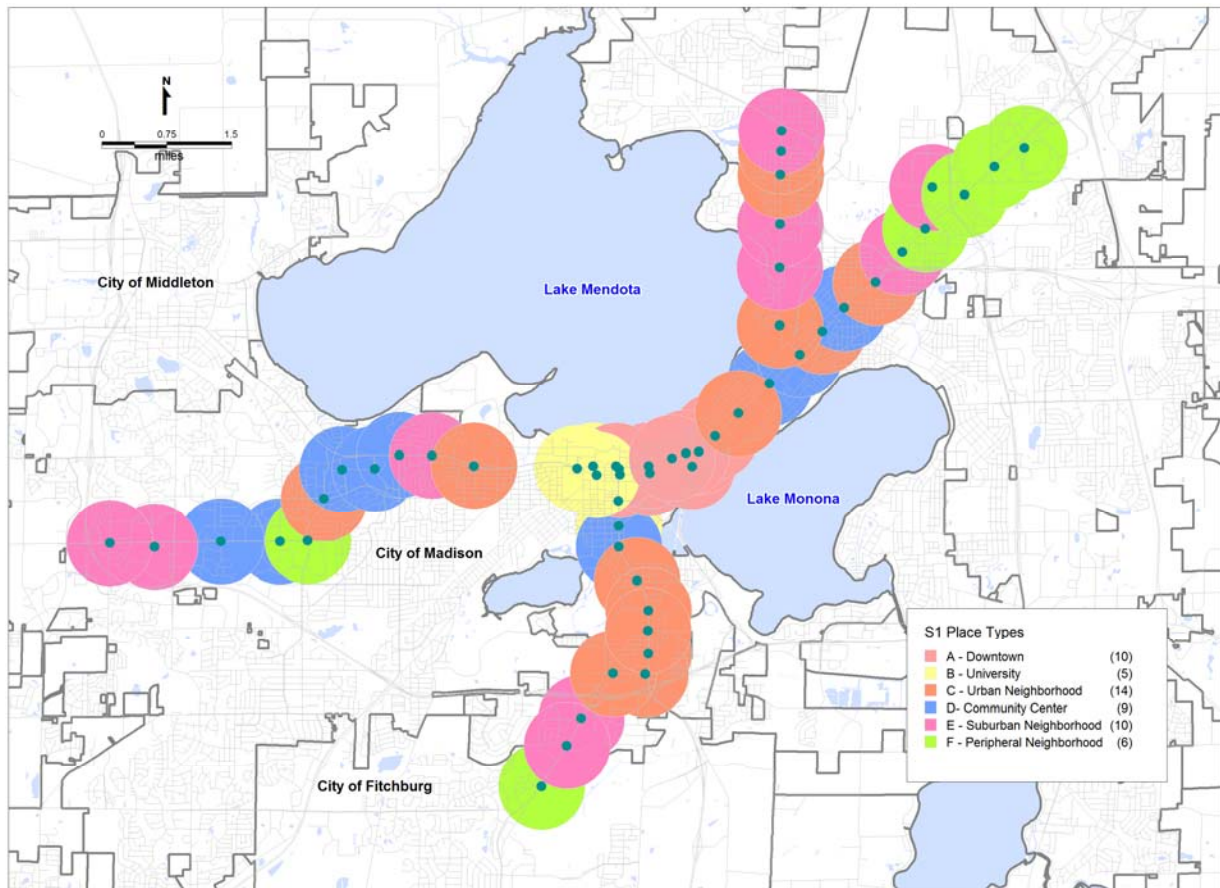 N
0 0.75 1.5
miles
City of Middleton
Lake Mendota
Lake Monona
City of Madison
City of Fitchburg
S1 Place Types
A - Downtown (10)
B - University (5)
C - Urban Neighborhood (14)
D- Community Center (9)
E - Suburban Neighborhood (10)
F - Peripheral Neighborhood (6)